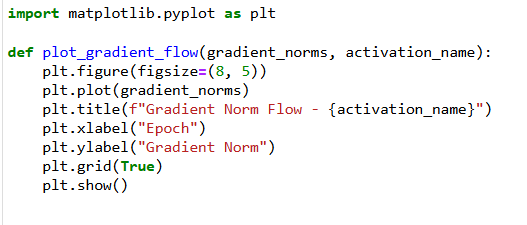 import matplotlib.pyplot as plt
def plot_gradient_flow(gradient_norms, activation_name):
    plt.figure(figsize=(8, 5))
    plt.plot(gradient_norms)
    plt.title(f"Gradient Norm Flow - {activation_name}")
    plt.xlabel("Epoch")
    plt.ylabel("Gradient Norm")
    plt.grid(True)
    plt.show()